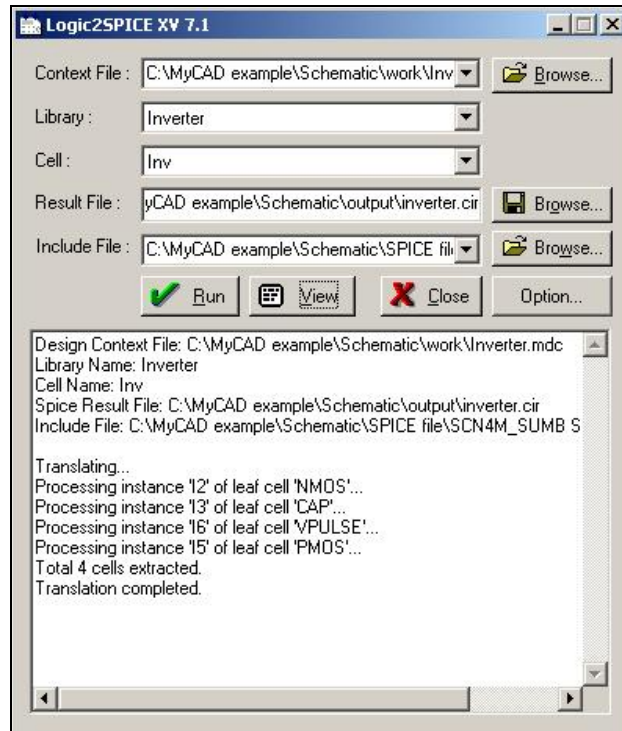 Logic2SPICE XV 7.1
Context File : C:\MyCAD example\Schematic\work\Inv Browse...
Library : Inverter
Cell : Inv
Result File : yCAD example\Schematic\output\inverter.cir Browse...
Include File : C:\MyCAD example\Schematic\SPICE fil Browse...
Run View Close Option...
Design Context File: C:\MyCAD example\Schematic\work\Inverter.mdc
Library Name: Inverter
Cell Name: Inv
Spice Result File: C:\MyCAD example\Schematic\output\inverter.cir
Include File: C:\MyCAD example\Schematic\SPICE file\SCN4M_SUMB S
Translating...
Processing instance 'I2' of leaf cell 'NMOS'...
Processing instance 'I3' of leaf cell 'CAP'...
Processing instance 'I6' of leaf cell 'VPULSE'...
Processing instance 'I5' of leaf cell 'PMOS'...
Total 4 cells extracted.
Translation completed.